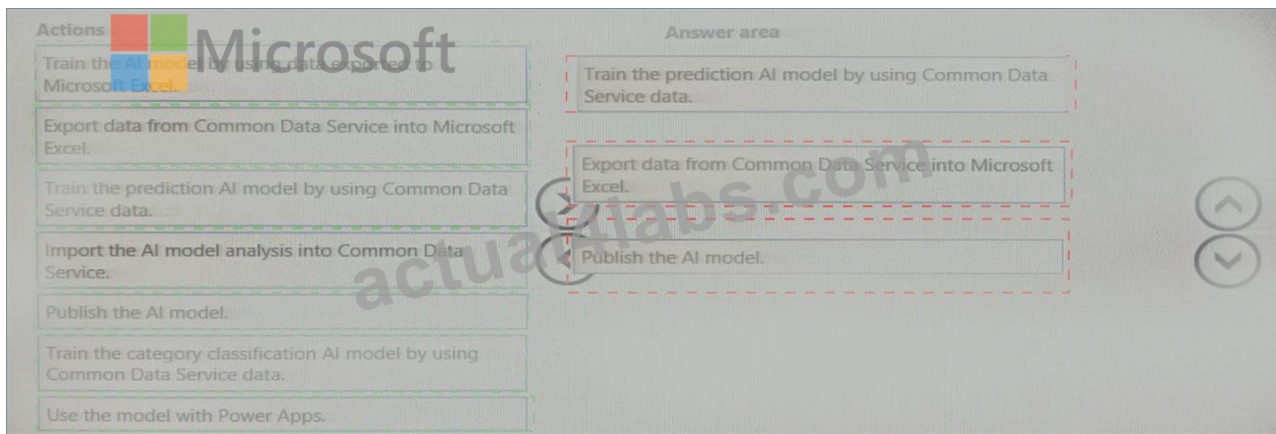 Actions
Microsoft
Train the AI model by using data exported to
Microsoft Excel.
Export data from Common Data Service into Microsoft
Excel.
Train the prediction AI model by using Common Data
Service data.
Import the AI model analysis into Common Data
Service.
Publish the AI model.
Train the category classification AI model by using
Common Data Service data.
Use the model with Power Apps.
Answer area
Train the prediction AI model by using Common Data
Service data.
Export data from Common Data Service into Microsoft
Excel.
Publish the AI model.
actual4labs.com